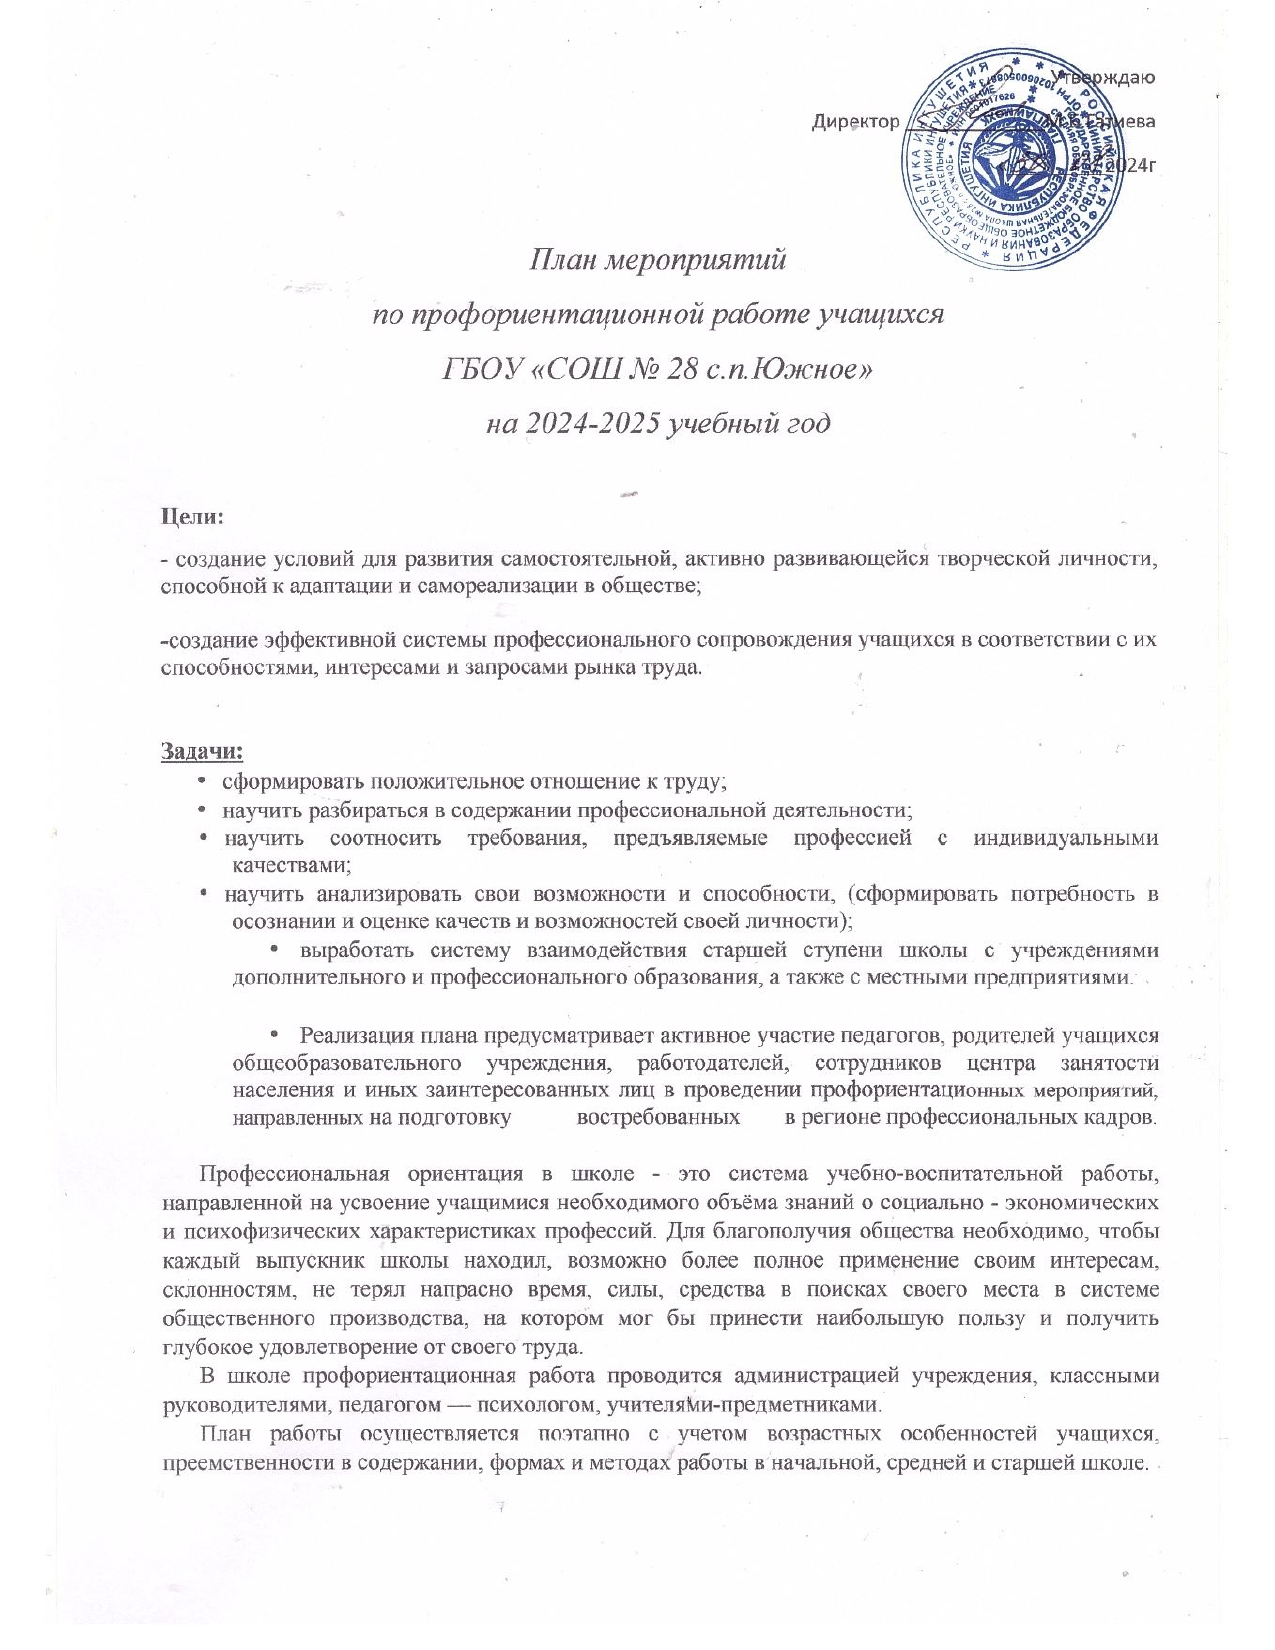 Утверждаю
Директор М.К.Гатиева
2024г
План мероприятий
по профориентационной работе учащихся
ГБОУ «СОШ № 28 с.п.Южное»
на 2024-2025 учебный год
Цели:
- создание условий для развития самостоятельной, активно развивающейся творческой личности,
способной к адаптации и самореализации в обществе;
-создание эффективной системы профессионального сопровождения учащихся в соответствии с их
способностями, интересами и запросами рынка труда.
Задачи:
• сформировать положительное отношение к труду;
• научить разбираться в содержании профессиональной деятельности;
• научить соотносить требования, предъявляемые профессией с индивидуальными
качествами;
• научить анализировать свои возможности и способности, (сформировать потребность в
осознании и оценке качеств и возможностей своей личности);
• выработать систему взаимодействия старшей ступени школы с учреждениями
дополнительного и профессионального образования, а также с местными предприятиями.
• Реализация плана предусматривает активное участие педагогов, родителей учащихся
общеобразовательного учреждения, работодателей, сотрудников центра занятости
населения и иных заинтересованных лиц в проведении профориентационных мероприятий,
направленных на подготовку востребованных в регионе профессиональных кадров.
Профессиональная ориентация в школе - это система учебно-воспитательной работы,
направленной на усвоение учащимися необходимого объёма знаний о социально - экономических
и психофизических характеристиках профессий. Для благополучия общества необходимо, чтобы
каждый выпускник школы находил, возможно более полное применение своим интересам,
склонностям, не терял напрасно время, силы, средства в поисках своего места в системе
общественного производства, на котором мог бы принести наибольшую пользу и получить
глубокое удовлетворение от своего труда.
В школе профориентационная работа проводится администрацией учреждения, классными
руководителями, педагогом — психологом, учителями-предметниками.
План работы осуществляется поэтапно с учетом возрастных особенностей учащихся,
преемственности в содержании, формах и методах работы в начальной, средней и старшей школе.